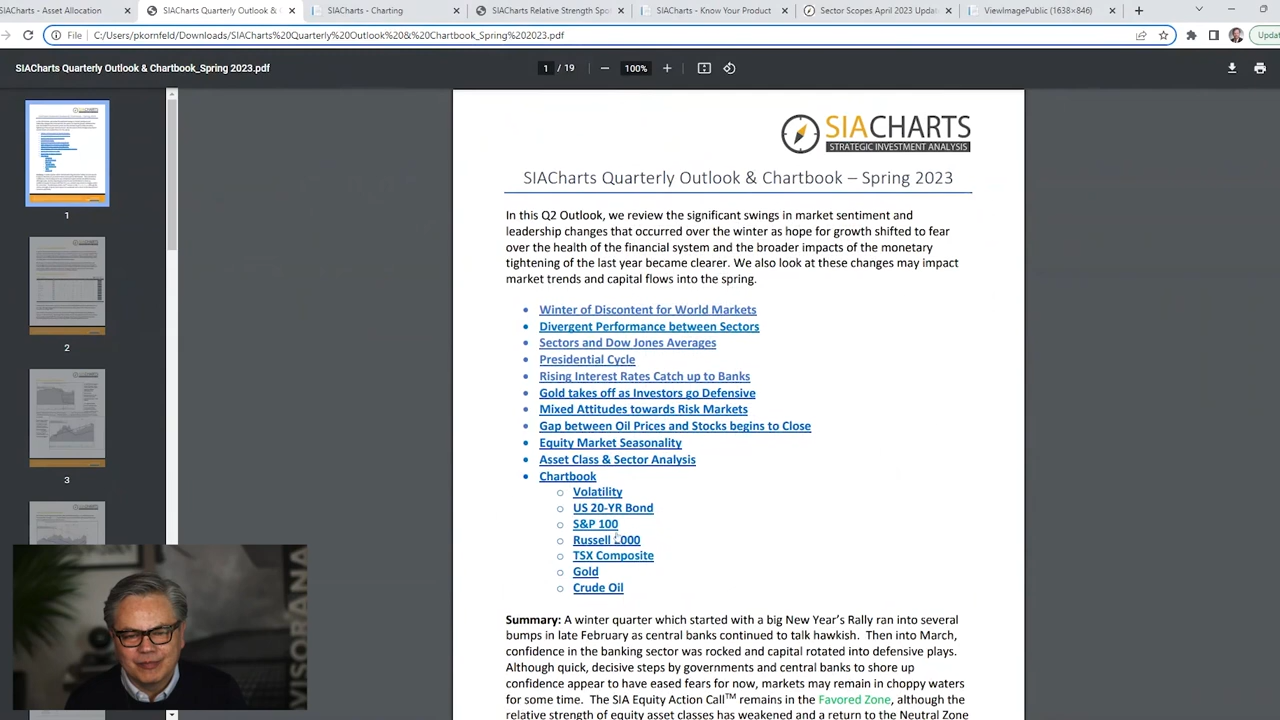 SIACharts - Asset Allocation
SIACharts Quarterly Outlook & C
SIACharts - Charting
SIACharts Relative Strength Spo
SIACharts - Know Your Product
Sector Scopes April 2023 Updat
ViewImagePublic (1638×846)
File
C:/Users/pkornfeld/Downloads/SIACharts%20Quarterly%20Outlook%20&%20Chartbook_Spring%202023.pdf
Updat
SIACharts Quarterly Outlook & Chartbook_Spring 2023.pdf
1 / 19
100%
SIACHARTS
STRATEGIC INVESTMENT ANALYSIS
SIACharts Quarterly Outlook & Chartbook – Spring 2023
In this Q2 Outlook, we review the significant swings in market sentiment and
leadership changes that occurred over the winter as hope for growth shifted to fear
over the health of the financial system and the broader impacts of the monetary
tightening of the last year became clearer. We also look at these changes may impact
market trends and capital flows into the spring.
• Winter of Discontent for World Markets
• Divergent Performance between Sectors
• Sectors and Dow Jones Averages
• Presidential Cycle
• Rising Interest Rates Catch up to Banks
• Gold takes off as Investors go Defensive
• Mixed Attitudes towards Risk Markets
• Gap between Oil Prices and Stocks begins to Close
• Equity Market Seasonality
• Asset Class & Sector Analysis
• Chartbook
o Volatility
o US 20-YR Bond
o S&P 100
o Russell 2000
o TSX Composite
o Gold
o Crude Oil
Summary: A winter quarter which started with a big New Year's Rally ran into several
bumps in late February as central banks continued to talk hawkish. Then into March,
confidence in the banking sector was rocked and capital rotated into defensive plays.
Although quick, decisive steps by governments and central banks to shore up
confidence appear to have eased fears for now, markets may remain in choppy waters
for some time. The SIA Equity Action Call™ remains in the Favored Zone, although the
relative strength of equity asset classes has weakened and a return to the Neutral Zone
1
2
3
VISORANA